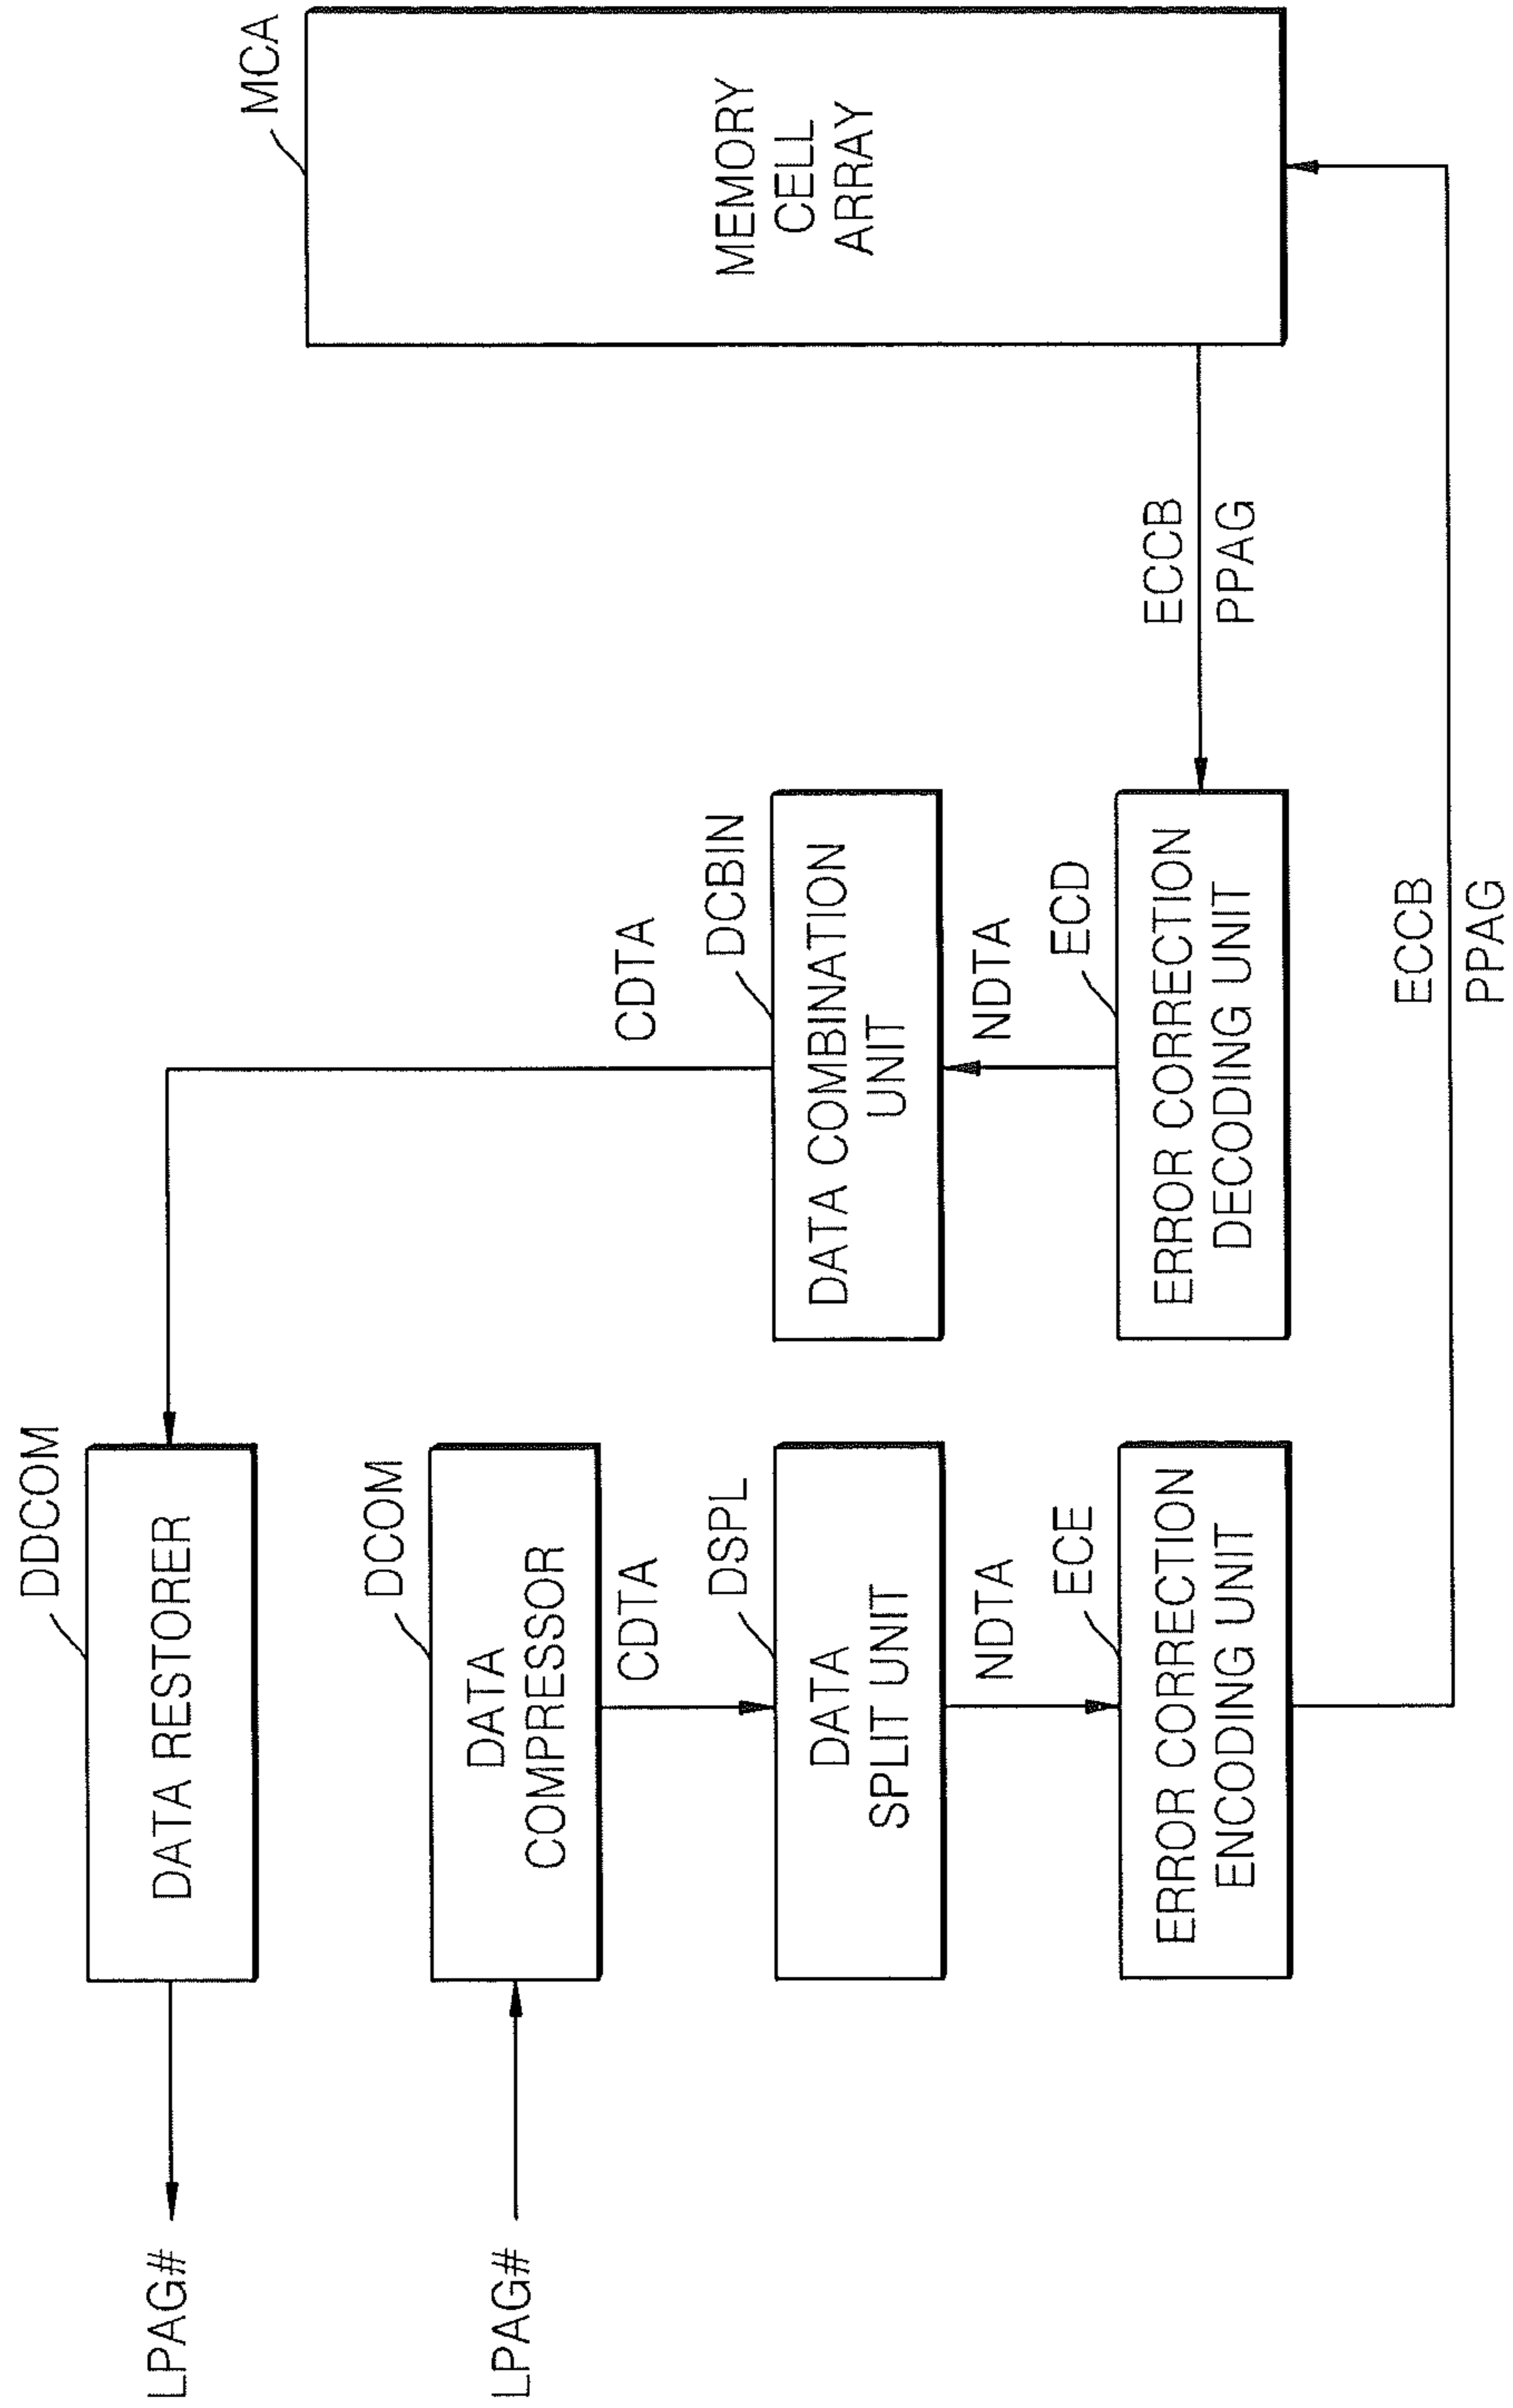 LPAG#
DDCOM
DATA RESTORER
LPAG#
DCOM
DATA
COMPRESSOR
CDTA
DSPL
DATA
SPLIT UNIT
NDTA
ECE
ERROR CORRECTION
ENCODING UNIT
CDTA
DCBIN
DATA COMBINATION
UNIT
NDTA
ECD
ERROR CORRECTION
DECODING UNIT
ECCB
PPAG
ECCB
PPAG
MCA
MEMORY
CELL
ARRAY